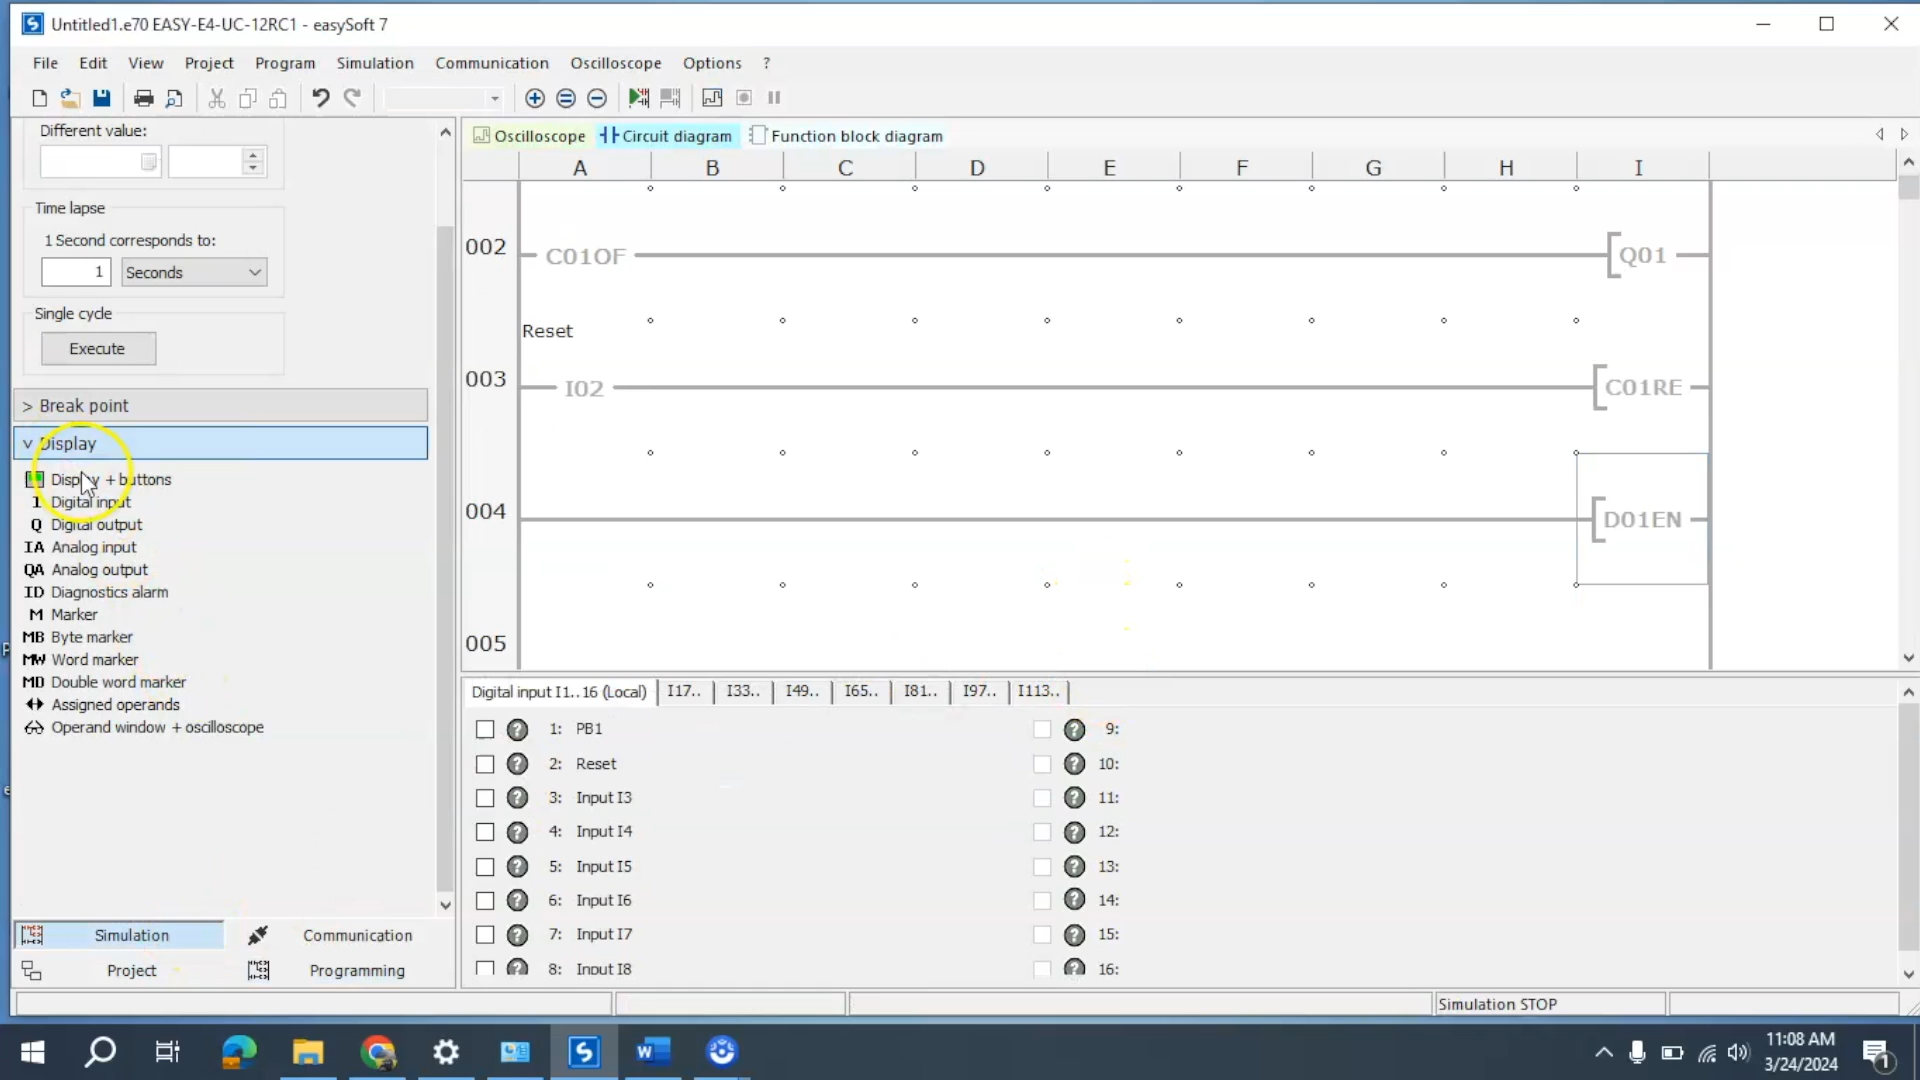 Untitled1.e70 EASY-E4-UC-12RC1 - easySoft 7
File Edit View Project Program Simulation Communication Oscilloscope Options ?
Different value:
Time lapse
1 Second corresponds to:
1 Seconds
Single cycle
Execute
> Break point
v Display
Display + buttons
I Digital input
Q Digital output
IA Analog input
QA Analog output
ID Diagnostics alarm
M Marker
MB Byte marker
MW Word marker
MD Double word marker
Assigned operands
Operand window + oscilloscope
Simulation Communication
Project Programming
Oscilloscope Circuit diagram Function block diagram
A B C D E F G H I
002 C01OF Q01
Reset
003 I02 C01RE
004 D01EN
005
Digital input I1..16 (Local) I17.. I33.. I49.. I65.. I81.. I97.. I113..
? 1: PB1 ? 9:
? 2: Reset ? 10:
? 3: Input I3 ? 11:
? 4: Input I4 ? 12:
? 5: Input I5 ? 13:
? 6: Input I6 ? 14:
? 7: Input I7 ? 15:
? 8: Input I8 ? 16:
Simulation STOP
11:08 AM
3/24/2024
1